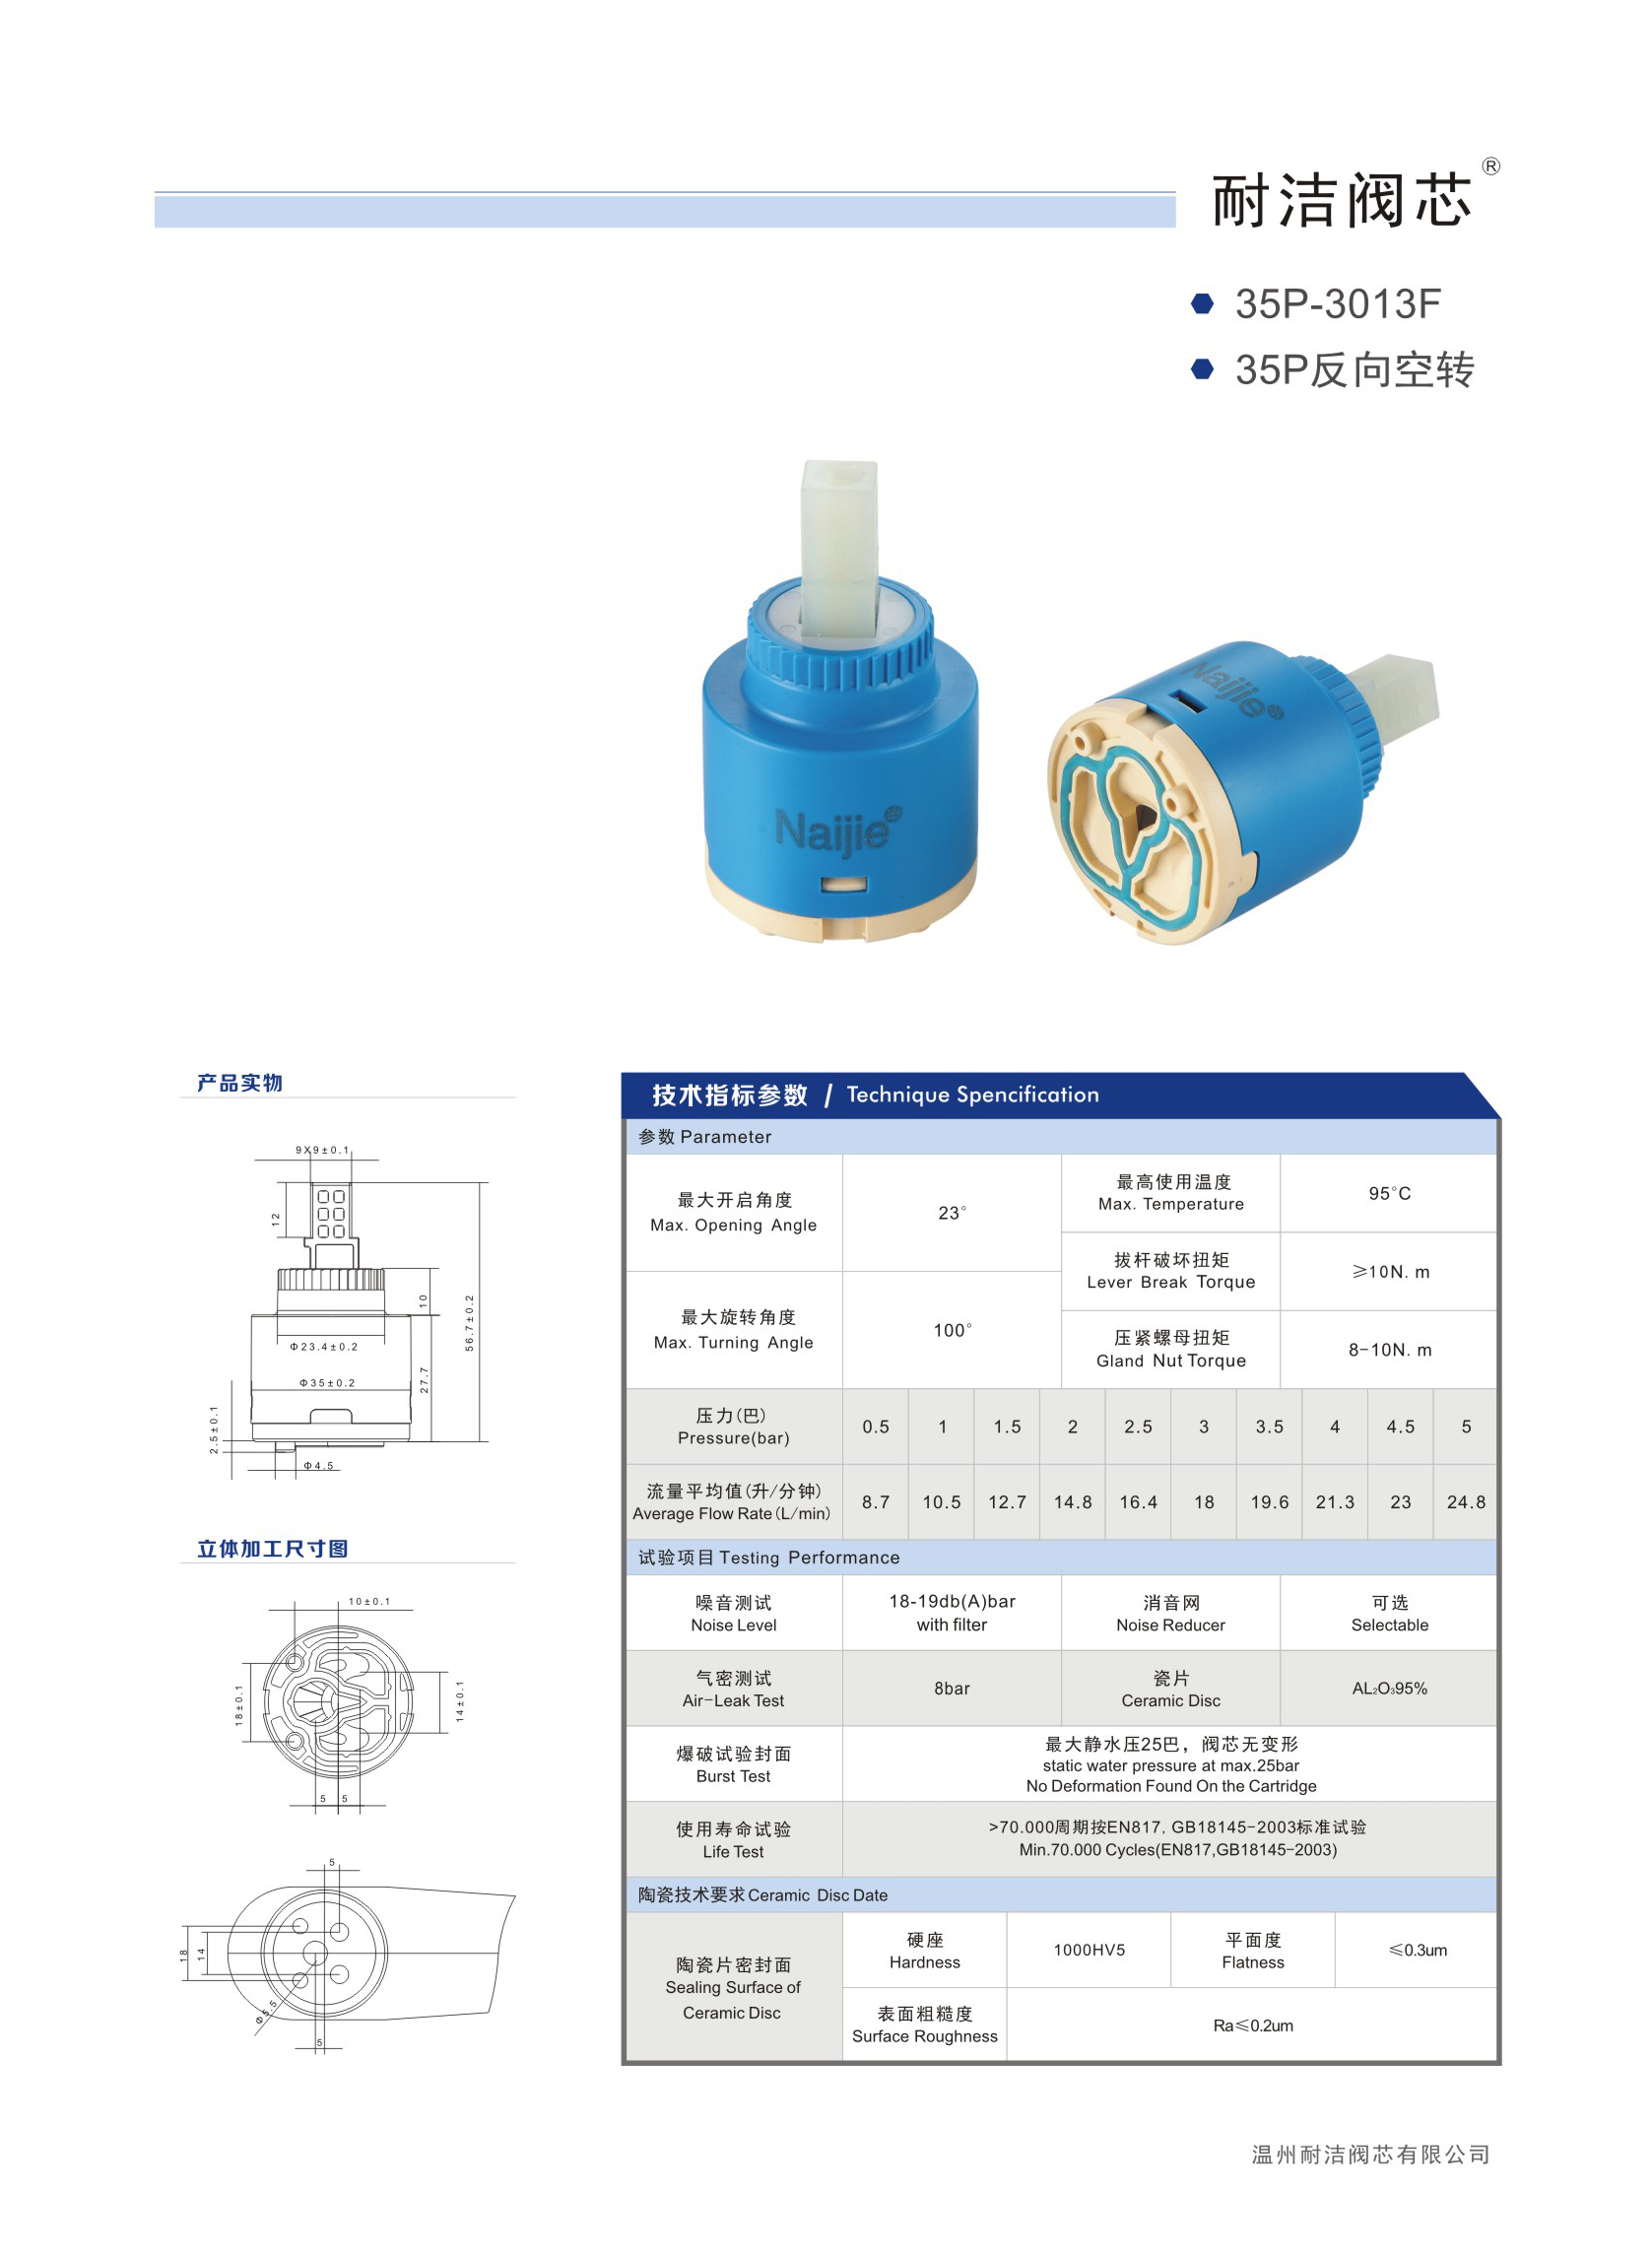 耐洁阀芯®
35P-3013F
35P反向空转
Naijie®
Naijie®
产品实物
9X9±0.1
12
10
56.7±0.2
Φ23.4±0.2
27.7
Φ35±0.2
2.5±0.1
Φ4.5
立体加工尺寸图
10±0.1
18±0.1
14±0.1
5 5
5
18
14
Φ5.5
5
技术指标参数 / Technique Spencification
参数 Parameter
最大开启角度
Max. Opening Angle
23°
最高使用温度
Max. Temperature
95°C
拔杆破坏扭矩
Lever Break Torque
≥10N. m
最大旋转角度
Max. Turning Angle
100°
压紧螺母扭矩
Gland Nut Torque
8-10N. m
压力(巴)
Pressure(bar)
0.5 1 1.5 2 2.5 3 3.5 4 4.5 5
流量平均值(升/分钟)
Average Flow Rate(L/min)
8.7 10.5 12.7 14.8 16.4 18 19.6 21.3 23 24.8
试验项目 Testing Performance
噪音测试
Noise Level
18-19db(A)bar
with filter
消音网
Noise Reducer
可选
Selectable
气密测试
Air-Leak Test
8bar
瓷片
Ceramic Disc
AL₂O₃95%
爆破试验封面
Burst Test
最大静水压25巴，阀芯无变形
static water pressure at max.25bar
No Deformation Found On the Cartridge
使用寿命试验
Life Test
>70.000周期按EN817, GB18145-2003标准试验
Min.70.000 Cycles(EN817,GB18145-2003)
陶瓷技术要求 Ceramic Disc Date
陶瓷片密封面
Sealing Surface of
Ceramic Disc
硬座
Hardness
1000HV5
平面度
Flatness
≤0.3um
表面粗糙度
Surface Roughness
Ra≤0.2um
温州耐洁阀芯有限公司